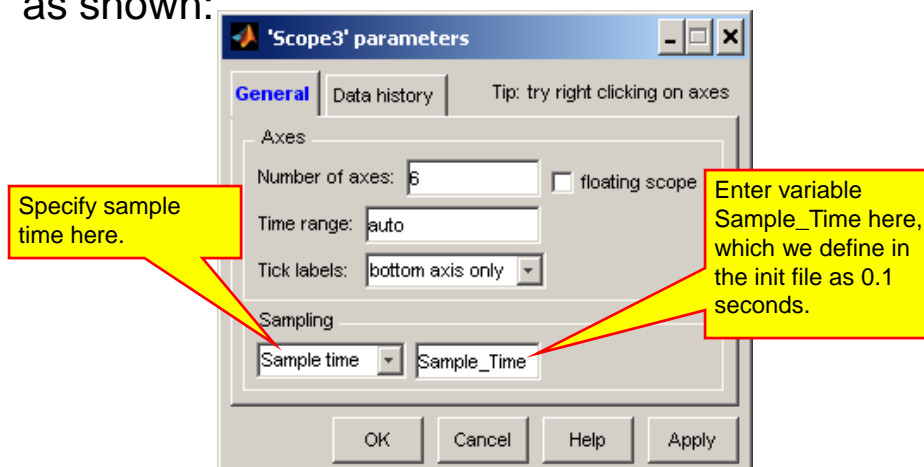 as shown:
'Scope3' parameters
General
Data history
Tip: try right clicking on axes
Axes
Number of axes: 6
floating scope
Time range: auto
Tick labels: bottom axis only
Sampling
Sample time
Sample_Time
OK
Cancel
Help
Apply
Specify sample
time here.
Enter variable
Sample_Time here,
which we define in
the init file as 0.1
seconds.